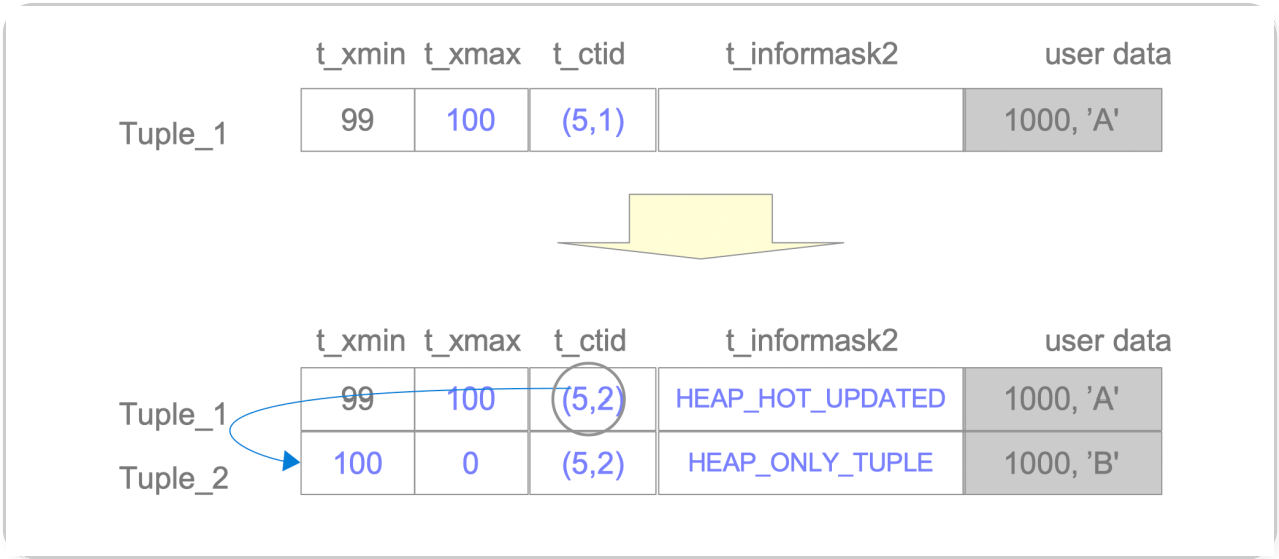 t_xmin t_xmax t_ctid t_informask2 user data
Tuple_1 99 100 (5,1) 1000, ’A'
t_xmin t_xmax t_ctid t_informask2 user data
Tuple_1 99 100 (5,2) HEAP_HOT_UPDATED 1000, ’A'
Tuple_2 100 0 (5,2) HEAP_ONLY_TUPLE 1000, ’B'